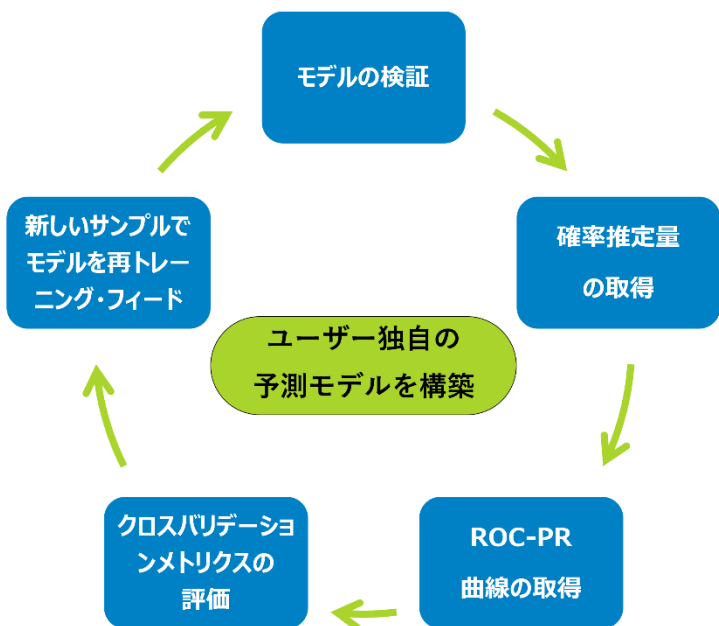 モデルの検証
確率推定量
の取得
ROC-PR
曲線の取得
クロスバリデーショ
ンメトリクスの
評価
新しいサンプルで
モデルを再トレー
ニング・フィード
ユーザー独自の
予測モデルを構築